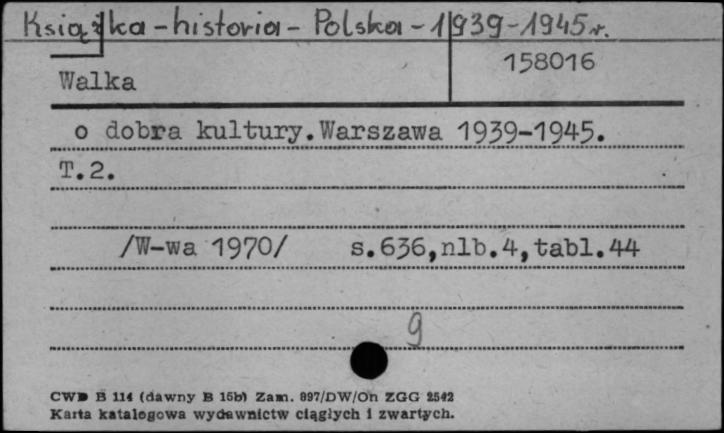 Książka - historia - Polska - 1939-1945 r.
158016
Walka
o dobra kultury.Warszawa 1939-1945.
T.2.
/W-wa 1970/ s.636,nlb.4,tabl.44
9
CWD B 114 (dawny B 15b) Zam. 897/DW/On ZGG 2542
Karta katalogowa wydawnictw ciągłych i zwartych.